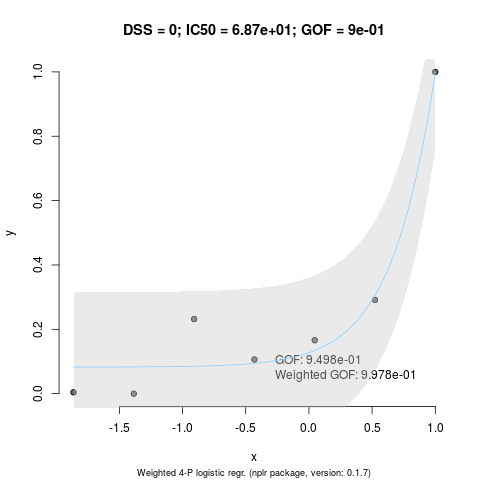 DSS = 0; IC50 = 6.87e+01; GOF = 9e-01
1.0
0.8
0.6
0.4
0.2
0.0
y
GOF: 9.498e-01
Weighted GOF: 9.978e-01
-1.5 -1.0 -0.5 0.0 0.5 1.0
x
Weighted 4-P logistic regr. (nplr package, version: 0.1.7)